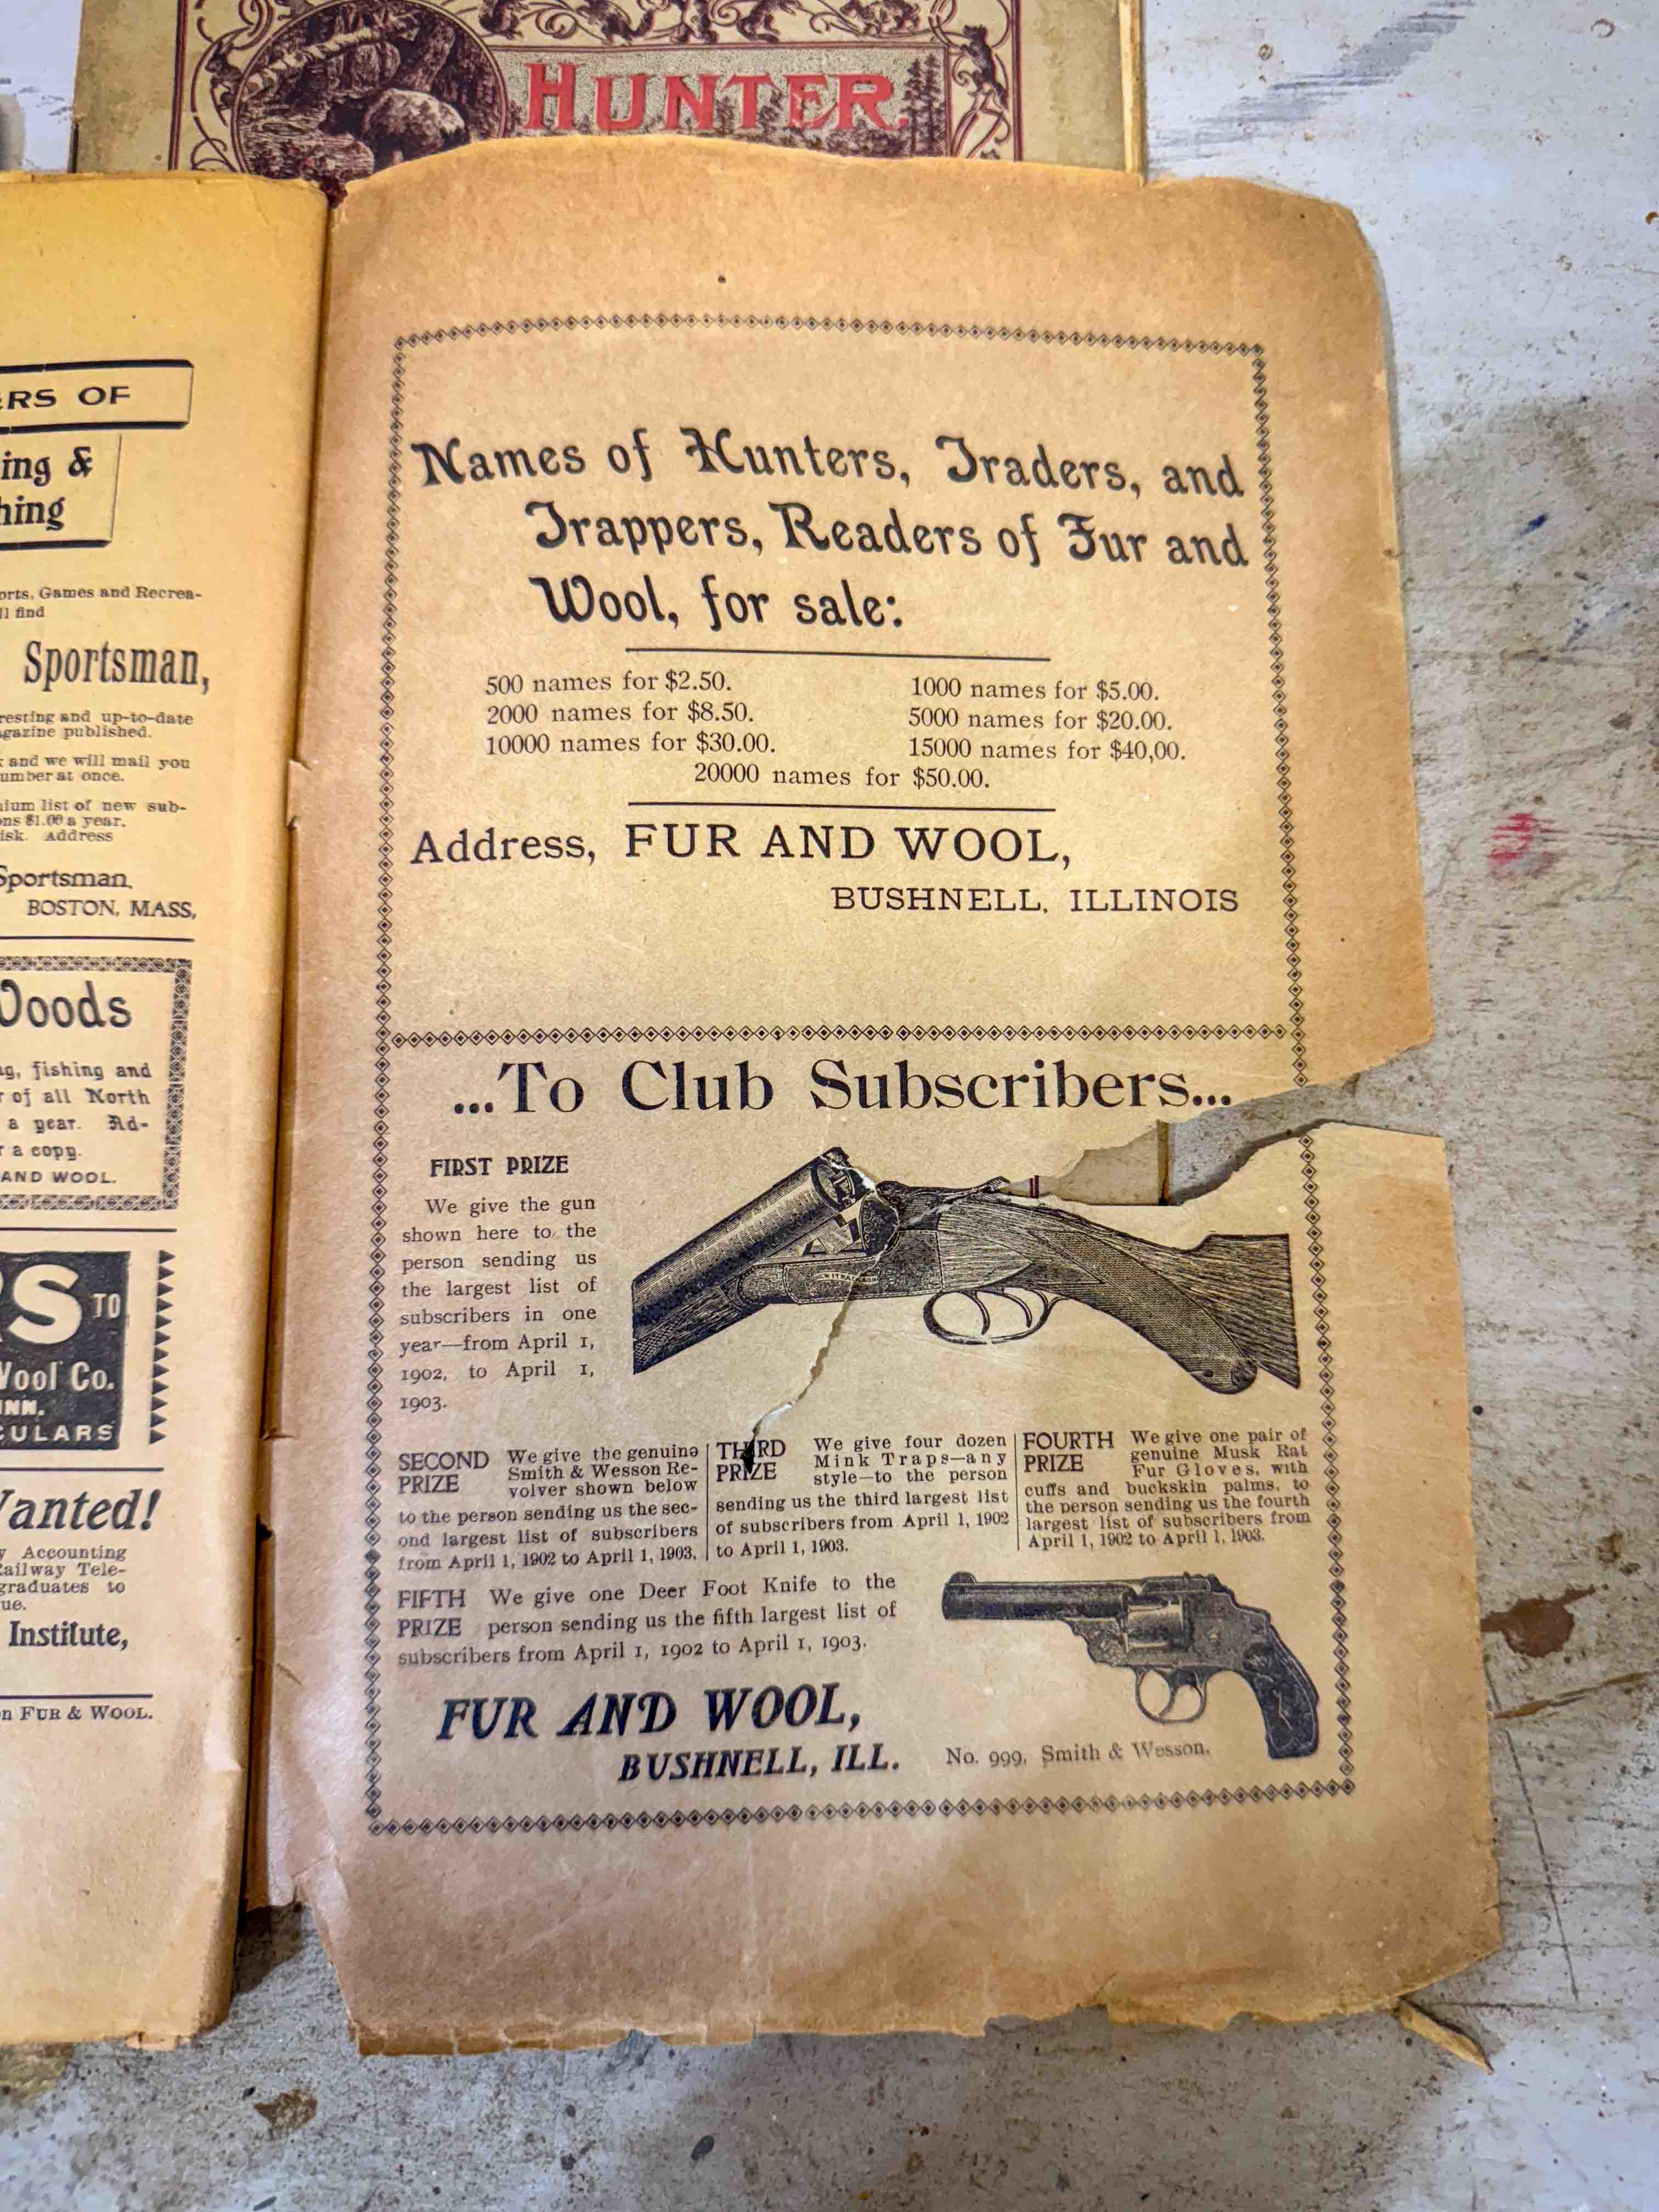 HUNTER.
ERS OF
ing &
hing
orts, Games and Recrea-
ll find
Sportsman,
resting and up-to-date
agazine published.
and we will mail you
umber at once.
ium list of new sub-
ons $1.00 a year.
isk. Address
Sportsman,
BOSTON, MASS,
Woods
ng, fishing and
r of all North
a year. Ad-
r a copy.
AND WOOL.
RS TO
Wool Co.
INN.
CULARS
Wanted!
y Accounting
Railway Tele-
graduates to
ue.
Institute,
n FUR & WOOL.
Names of Hunters, Traders, and
Trappers, Readers of Fur and
Wool, for sale:
500 names for $2.50. 1000 names for $5.00.
2000 names for $8.50. 5000 names for $20.00.
10000 names for $30.00. 15000 names for $40,00.
20000 names for $50.00.
Address, FUR AND WOOL,
BUSHNELL, ILLINOIS
...To Club Subscribers...
FIRST PRIZE
We give the gun
shown here to the
person sending us
the largest list of
subscribers in one
year—from April 1,
1902, to April 1,
1903.
SECOND PRIZE We give the genuine
Smith & Wesson Re-
volver shown below
to the person sending us the sec-
ond largest list of subscribers
from April 1, 1902 to April 1, 1903.
THIRD PRIZE We give four dozen
Mink Traps—any
style—to the person
sending us the third largest list
of subscribers from April 1, 1902
to April 1, 1903.
FOURTH PRIZE We give one pair of
genuine Musk Rat
Fur Gloves, with
cuffs and buckskin palms, to
the person sending us the fourth
largest list of subscribers from
April 1, 1902 to April 1, 1903.
FIFTH We give one Deer Foot Knife to the
PRIZE person sending us the fifth largest list of
subscribers from April 1, 1902 to April 1, 1903.
FUR AND WOOL,
BUSHNELL, ILL.
No. 999, Smith & Wesson.